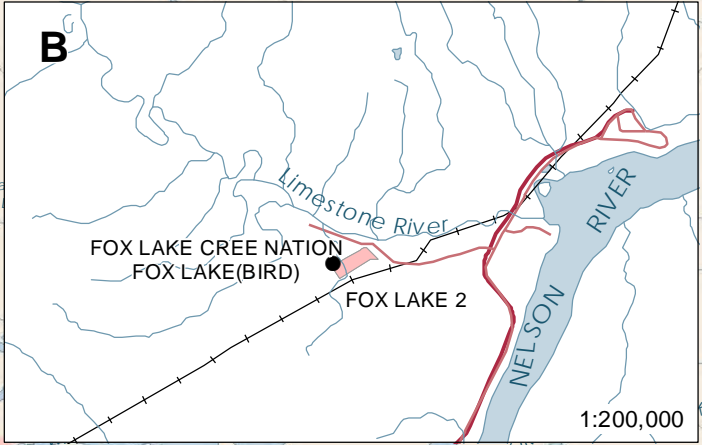 B
Limestone River
FOX LAKE CREE NATION
FOX LAKE(BIRD)
FOX LAKE 2
NELSON
RIVER
1:200,000